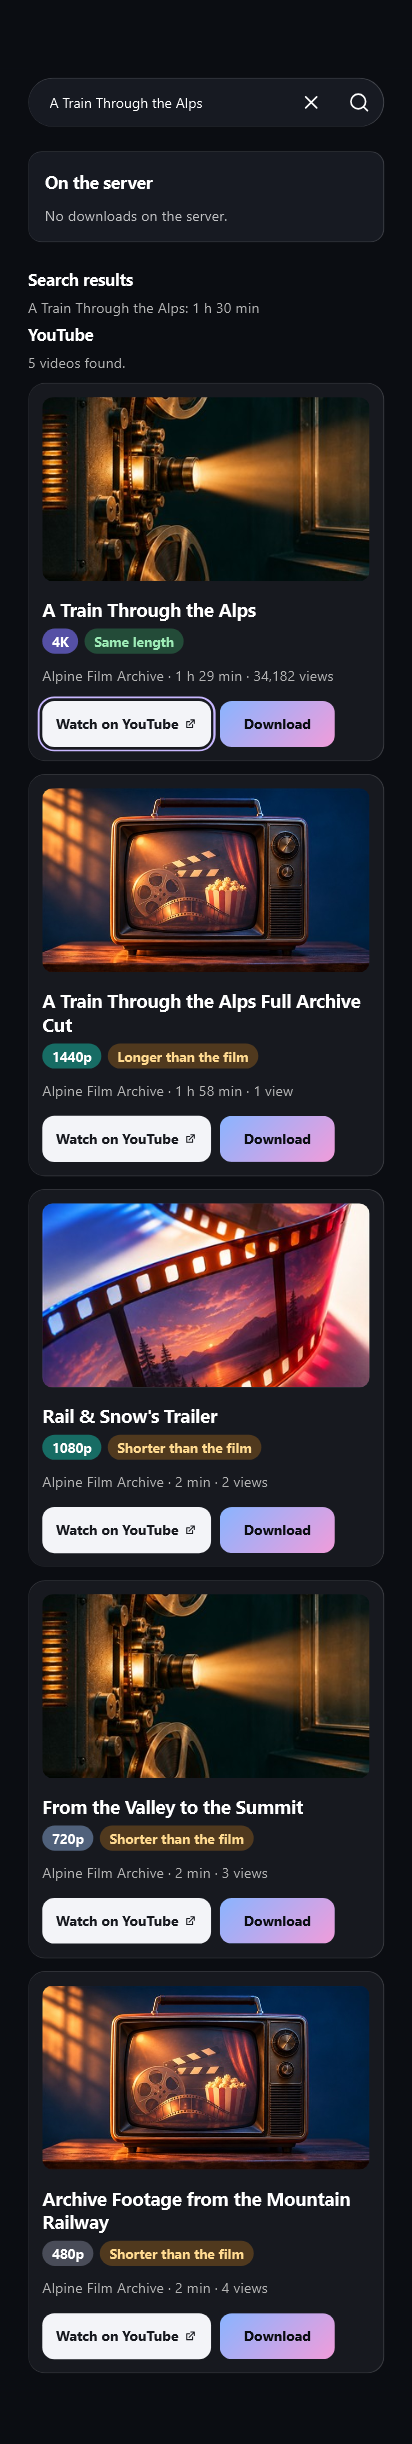 A Train Through the Alps
On the server
No downloads on the server.
Search results
A Train Through the Alps: 1 h 30 min
YouTube
5 videos found.
A Train Through the Alps
4K Same length
Alpine Film Archive · 1 h 29 min · 34,182 views
Watch on YouTube Download
A Train Through the Alps Full Archive
Cut
1440p Longer than the film
Alpine Film Archive · 1 h 58 min · 1 view
Watch on YouTube Download
Rail & Snow's Trailer
1080p Shorter than the film
Alpine Film Archive · 2 min · 2 views
Watch on YouTube Download
From the Valley to the Summit
720p Shorter than the film
Alpine Film Archive · 2 min · 3 views
Watch on YouTube Download
Archive Footage from the Mountain
Railway
480p Shorter than the film
Alpine Film Archive · 2 min · 4 views
Watch on YouTube Download